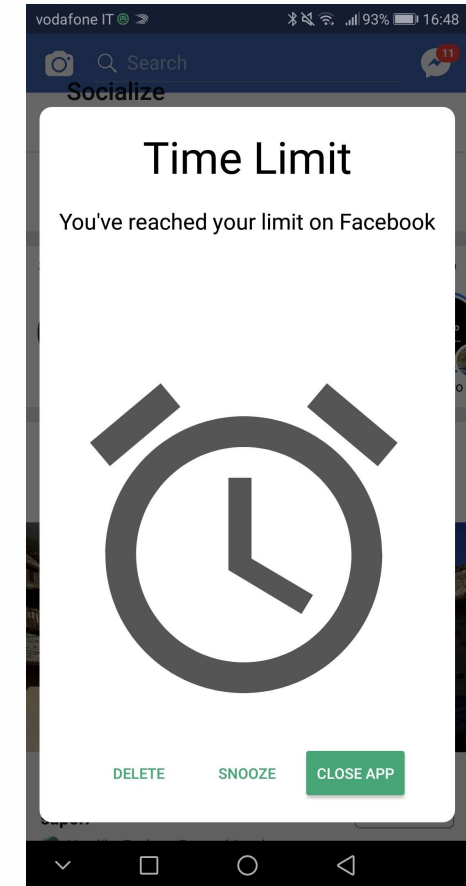 vodafone IT 93% 16:48
Search 11
Socialize
Time Limit
You've reached your limit on Facebook
DELETE SNOOZE CLOSE APP